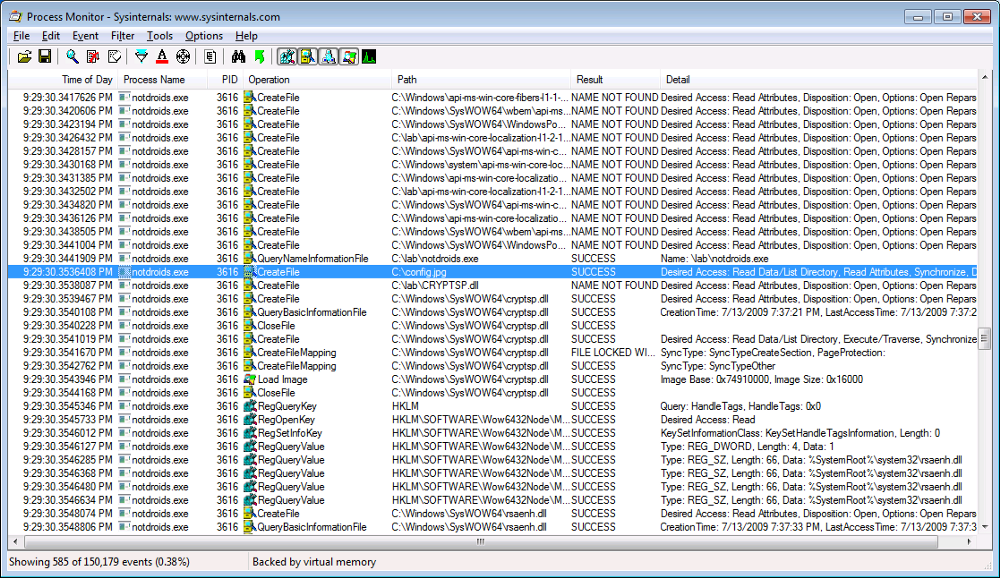 Process Monitor - Sysinternals: www.sysinternals.com
File Edit Event Filter Tools Options Help
Time of Day Process Name PID Operation Path Result Detail
9:29:30.3417626 PM notdroids.exe 3616 CreateFile C:\Windows\api-ms-win-core-fibers-l1-1-... NAME NOT FOUND Desired Access: Read Attributes, Disposition: Open, Options: Open Repars
9:29:30.3420606 PM notdroids.exe 3616 CreateFile C:\Windows\SysWOW64\wbem\api-ms... NAME NOT FOUND Desired Access: Read Attributes, Disposition: Open, Options: Open Repars
9:29:30.3423194 PM notdroids.exe 3616 CreateFile C:\Windows\SysWOW64\WindowsPo... NAME NOT FOUND Desired Access: Read Attributes, Disposition: Open, Options: Open Repars
9:29:30.3426432 PM notdroids.exe 3616 CreateFile C:\lab\api-ms-win-core-localization-l1-2-1... NAME NOT FOUND Desired Access: Read Attributes, Disposition: Open, Options: Open Repars
9:29:30.3428157 PM notdroids.exe 3616 CreateFile C:\Windows\SysWOW64\api-ms-win-c... NAME NOT FOUND Desired Access: Read Attributes, Disposition: Open, Options: Open Repars
9:29:30.3430168 PM notdroids.exe 3616 CreateFile C:\Windows\system\api-ms-win-core-loc... NAME NOT FOUND Desired Access: Read Attributes, Disposition: Open, Options: Open Repars
9:29:30.3431385 PM notdroids.exe 3616 CreateFile C:\Windows\api-ms-win-core-localizatio... NAME NOT FOUND Desired Access: Read Attributes, Disposition: Open, Options: Open Repars
9:29:30.3432502 PM notdroids.exe 3616 CreateFile C:\lab\api-ms-win-core-localization-l1-2-1... NAME NOT FOUND Desired Access: Read Attributes, Disposition: Open, Options: Open Repars
9:29:30.3434820 PM notdroids.exe 3616 CreateFile C:\Windows\SysWOW64\api-ms-win-c... NAME NOT FOUND Desired Access: Read Attributes, Disposition: Open, Options: Open Repars
9:29:30.3436126 PM notdroids.exe 3616 CreateFile C:\Windows\api-ms-win-core-localizatio... NAME NOT FOUND Desired Access: Read Attributes, Disposition: Open, Options: Open Repars
9:29:30.3438505 PM notdroids.exe 3616 CreateFile C:\Windows\SysWOW64\wbem\api-ms... NAME NOT FOUND Desired Access: Read Attributes, Disposition: Open, Options: Open Repars
9:29:30.3441004 PM notdroids.exe 3616 CreateFile C:\Windows\SysWOW64\WindowsPo... NAME NOT FOUND Desired Access: Read Attributes, Disposition: Open, Options: Open Repars
9:29:30.3441909 PM notdroids.exe 3616 QueryNameInformationFile C:\lab\notdroids.exe SUCCESS Name: \lab\notdroids.exe
9:29:30.3536408 PM notdroids.exe 3616 CreateFile C:\config.jpg SUCCESS Desired Access: Read Data/List Directory, Read Attributes, Synchronize, D
9:29:30.3538087 PM notdroids.exe 3616 CreateFile C:\lab\CRYPTSP.dll NAME NOT FOUND Desired Access: Read Attributes, Disposition: Open, Options: Open Repars
9:29:30.3539467 PM notdroids.exe 3616 CreateFile C:\Windows\SysWOW64\cryptsp.dll SUCCESS Desired Access: Read Attributes, Disposition: Open, Options: Open Repars
9:29:30.3540108 PM notdroids.exe 3616 QueryBasicInformationFile C:\Windows\SysWOW64\cryptsp.dll SUCCESS CreationTime: 7/13/2009 7:37:21 PM, LastAccessTime: 7/13/2009 7:37:2
9:29:30.3540228 PM notdroids.exe 3616 CloseFile C:\Windows\SysWOW64\cryptsp.dll SUCCESS
9:29:30.3541019 PM notdroids.exe 3616 CreateFile C:\Windows\SysWOW64\cryptsp.dll SUCCESS Desired Access: Read Data/List Directory, Execute/Traverse, Synchronize
9:29:30.3541670 PM notdroids.exe 3616 CreateFileMapping C:\Windows\SysWOW64\cryptsp.dll FILE LOCKED WI... SyncType: SyncTypeCreateSection, PageProtection:
9:29:30.3542762 PM notdroids.exe 3616 CreateFileMapping C:\Windows\SysWOW64\cryptsp.dll SUCCESS SyncType: SyncTypeOther
9:29:30.3543946 PM notdroids.exe 3616 Load Image C:\Windows\SysWOW64\cryptsp.dll SUCCESS Image Base: 0x74910000, Image Size: 0x16000
9:29:30.3544168 PM notdroids.exe 3616 CloseFile C:\Windows\SysWOW64\cryptsp.dll SUCCESS
9:29:30.3545346 PM notdroids.exe 3616 RegQueryKey HKLM SUCCESS Query: HandleTags, HandleTags: 0x0
9:29:30.3545733 PM notdroids.exe 3616 RegOpenKey HKLM\SOFTWARE\Wow6432Node\M... SUCCESS Desired Access: Read
9:29:30.3546012 PM notdroids.exe 3616 RegSetInfoKey HKLM\SOFTWARE\Wow6432Node\M... SUCCESS KeySetInformationClass: KeySetHandleTagsInformation, Length: 0
9:29:30.3546127 PM notdroids.exe 3616 RegQueryValue HKLM\SOFTWARE\Wow6432Node\M... SUCCESS Type: REG_DWORD, Length: 4, Data: 1
9:29:30.3546285 PM notdroids.exe 3616 RegQueryValue HKLM\SOFTWARE\Wow6432Node\M... SUCCESS Type: REG_SZ, Length: 66, Data: %SystemRoot%\system32\rsaenh.dll
9:29:30.3546368 PM notdroids.exe 3616 RegQueryValue HKLM\SOFTWARE\Wow6432Node\M... SUCCESS Type: REG_SZ, Length: 66, Data: %SystemRoot%\system32\rsaenh.dll
9:29:30.3546480 PM notdroids.exe 3616 RegQueryValue HKLM\SOFTWARE\Wow6432Node\M... SUCCESS Type: REG_SZ, Length: 66, Data: %SystemRoot%\system32\rsaenh.dll
9:29:30.3546634 PM notdroids.exe 3616 RegQueryValue HKLM\SOFTWARE\Wow6432Node\M... SUCCESS Type: REG_SZ, Length: 66, Data: %SystemRoot%\system32\rsaenh.dll
9:29:30.3548074 PM notdroids.exe 3616 CreateFile C:\Windows\SysWOW64\rsaenh.dll SUCCESS Desired Access: Read Attributes, Disposition: Open, Options: Open Repars
9:29:30.3548806 PM notdroids.exe 3616 QueryBasicInformationFile C:\Windows\SysWOW64\rsaenh.dll SUCCESS CreationTime: 7/13/2009 7:37:33 PM, LastAccessTime: 7/13/2009 7:37:3
Showing 585 of 150,179 events (0.38%) Backed by virtual memory